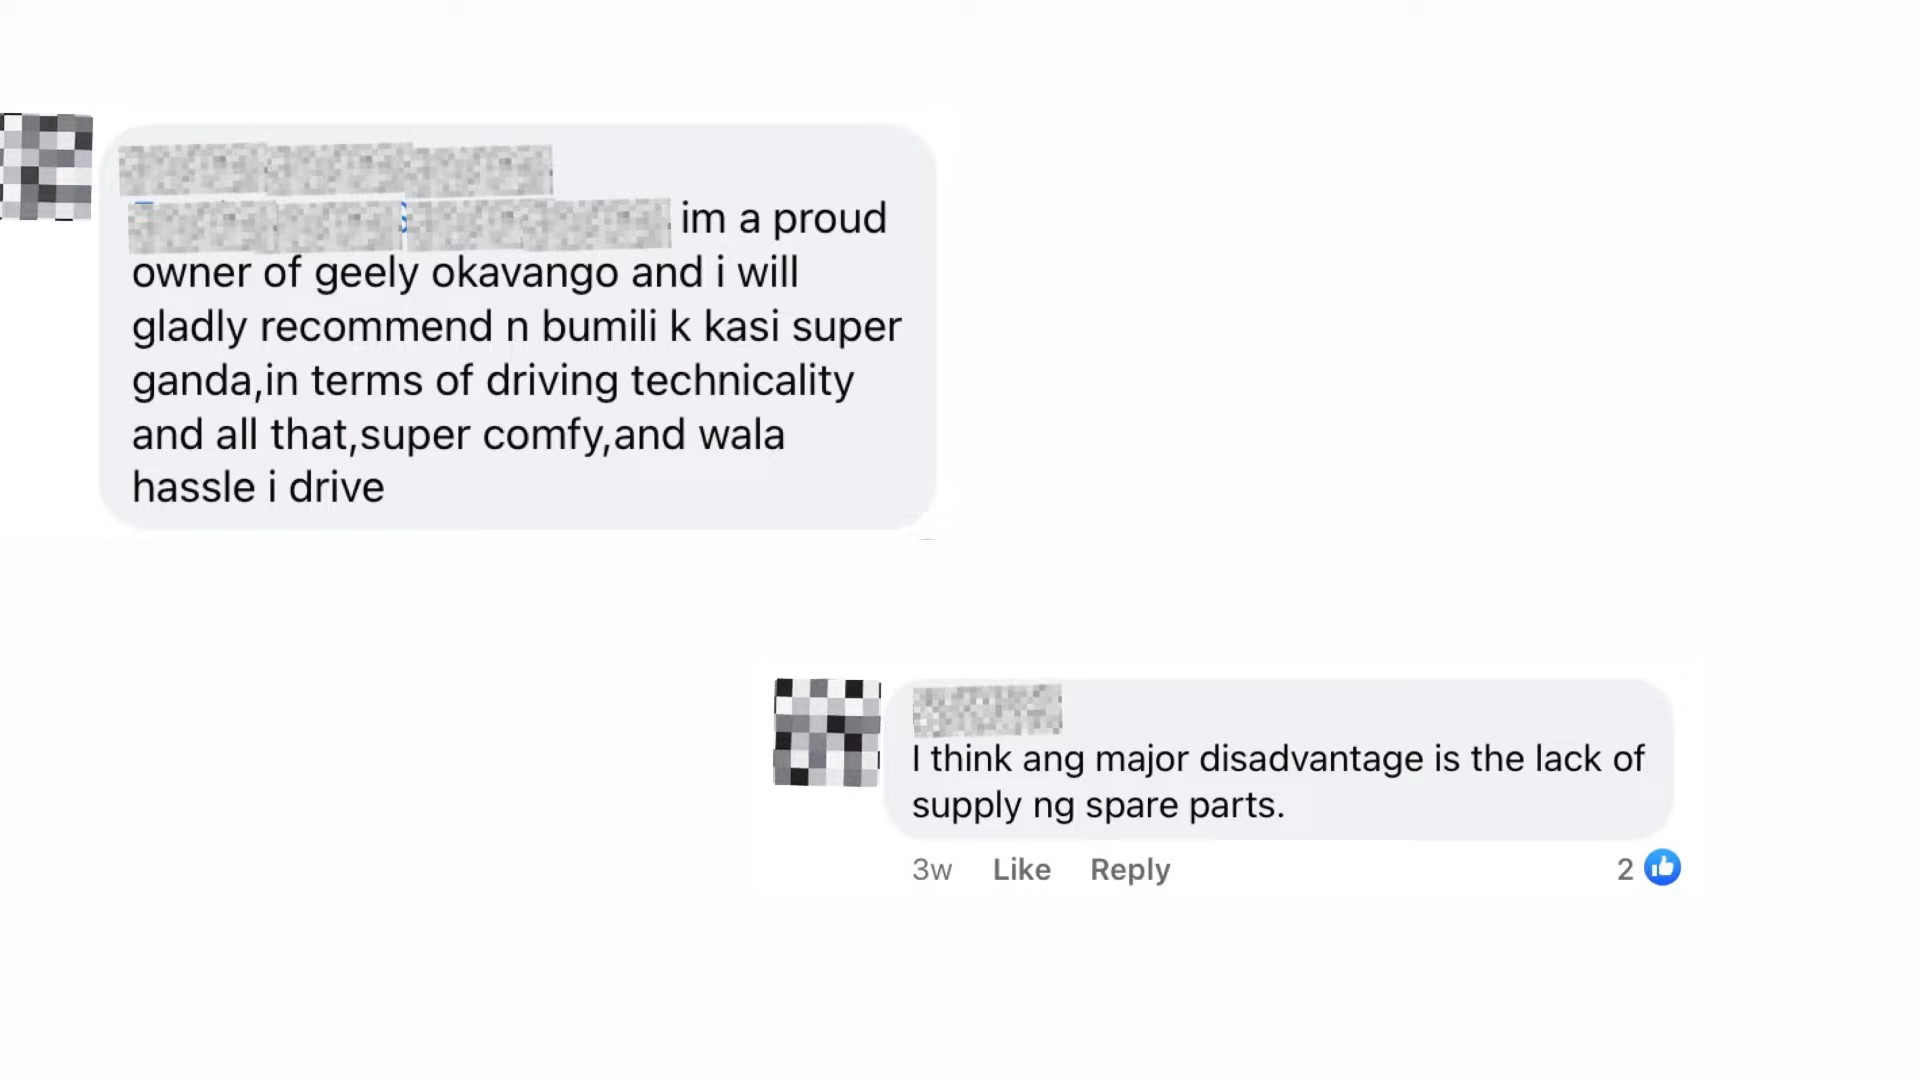 im a proud
owner of geely okavango and i will
gladly recommend n bumili k kasi super
ganda,in terms of driving technicality
and all that,super comfy,and wala
hassle i drive
I think ang major disadvantage is the lack of
supply ng spare parts.
3w Like Reply 2